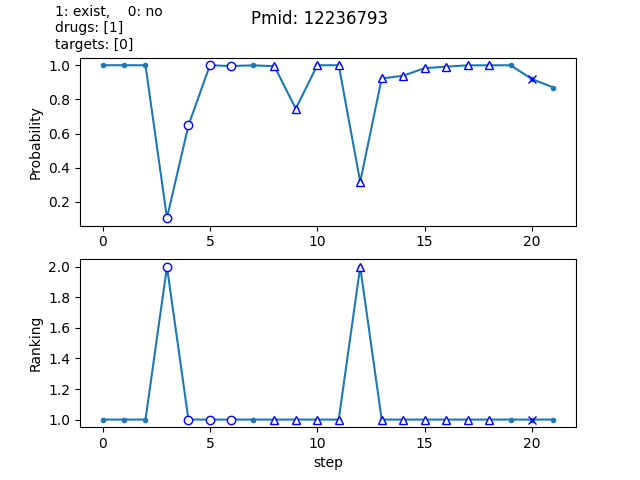 1: exist,    0: no
drugs: [1]
targets: [0]
Pmid: 12236793
Probability
1.0
0.8
0.6
0.4
0.2
0 5 10 15 20
Ranking
2.0
1.8
1.6
1.4
1.2
1.0
0 5 10 15 20
step